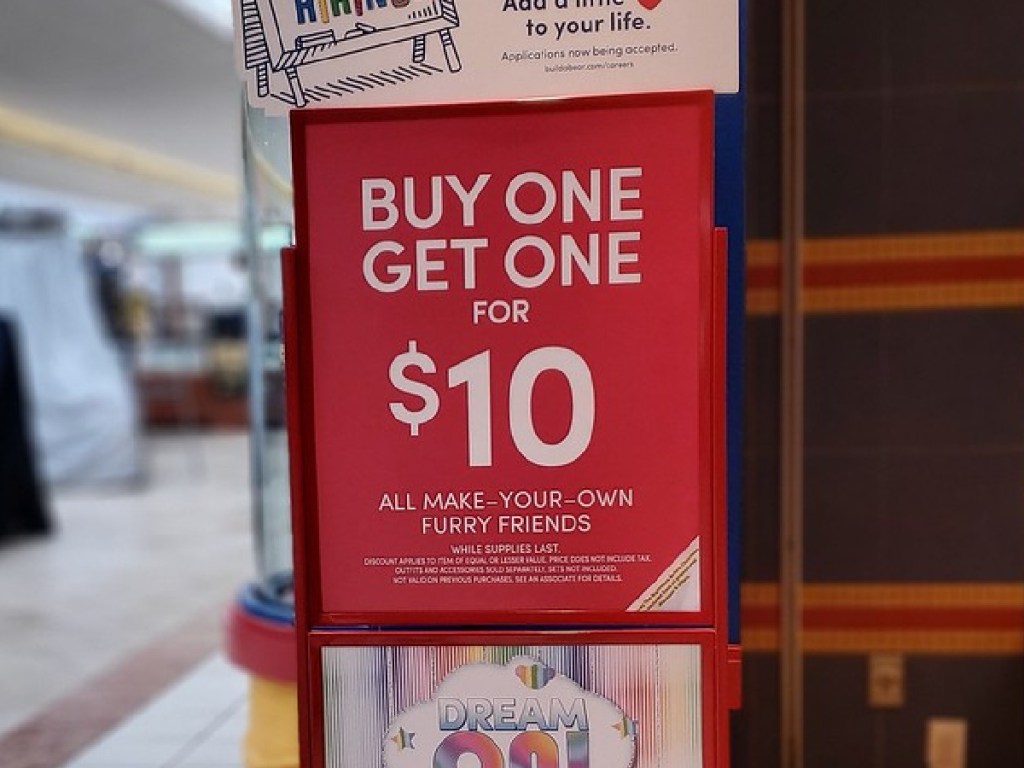 HIRING
Add a little
to your life.
Applications now being accepted.
buildabear.com/careers
BUY ONE
GET ONE
FOR
$10
ALL MAKE–YOUR–OWN
FURRY FRIENDS
WHILE SUPPLIES LAST.
DISCOUNT APPLIES TO ITEM OF EQUAL OR LESSER VALUE. PRICE DOES NOT INCLUDE TAX.
OUTFITS AND ACCESSORIES SOLD SEPARATELY. SETS NOT INCLUDED.
NOT VALID ON PREVIOUS PURCHASES. SEE AN ASSOCIATE FOR DETAILS.
DREAM
ON!